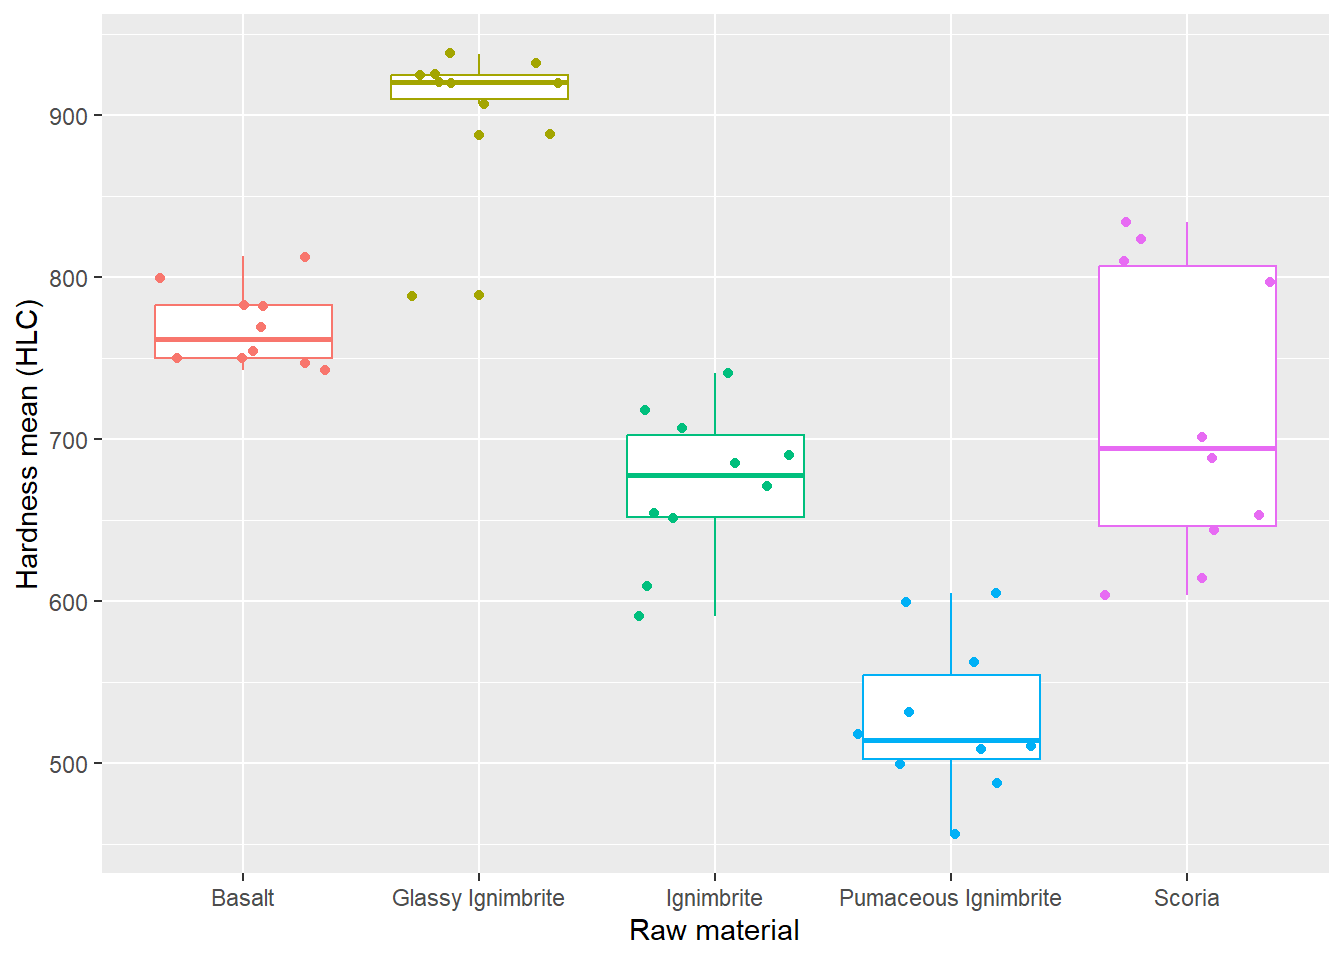 Hardness mean (HLC)
900
800
700
600
500
Basalt
Glassy Ignimbrite
Ignimbrite
Pumaceous Ignimbrite
Scoria
Raw material